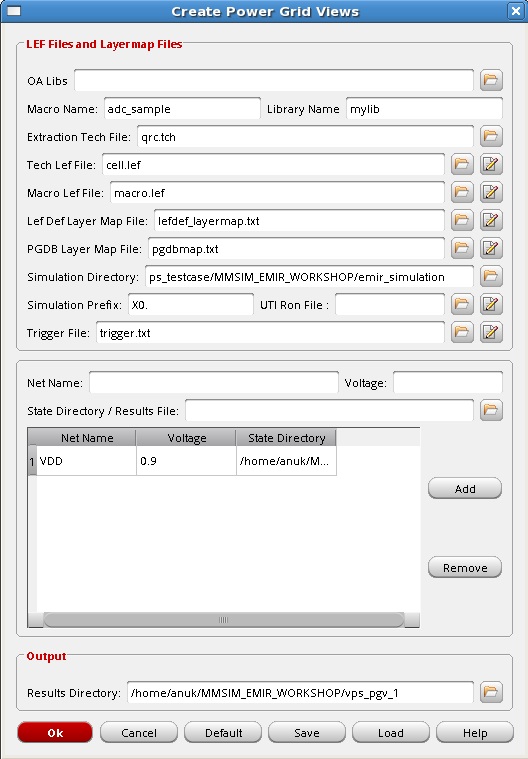 Create Power Grid Views
LEF Files and Layermap Files
OA Libs
Macro Name: adc_sample Library Name mylib
Extraction Tech File: qrc.tch
Tech Lef File: cell.lef
Macro Lef File: macro.lef
Lef Def Layer Map File: lefdef_layermap.txt
PGDB Layer Map File: pgdbmap.txt
Simulation Directory: ps_testcase/MMSIM_EMIR_WORKSHOP/emir_simulation
Simulation Prefix: X0. UTI Ron File :
Trigger File: trigger.txt
Net Name: Voltage:
State Directory / Results File:
Net Name Voltage State Directory
1 VDD 0.9 /home/anuk/M...
Add
Remove
Output
Results Directory: /home/anuk/MMSIM_EMIR_WORKSHOP/vps_pgv_1
Ok Cancel Default Save Load Help